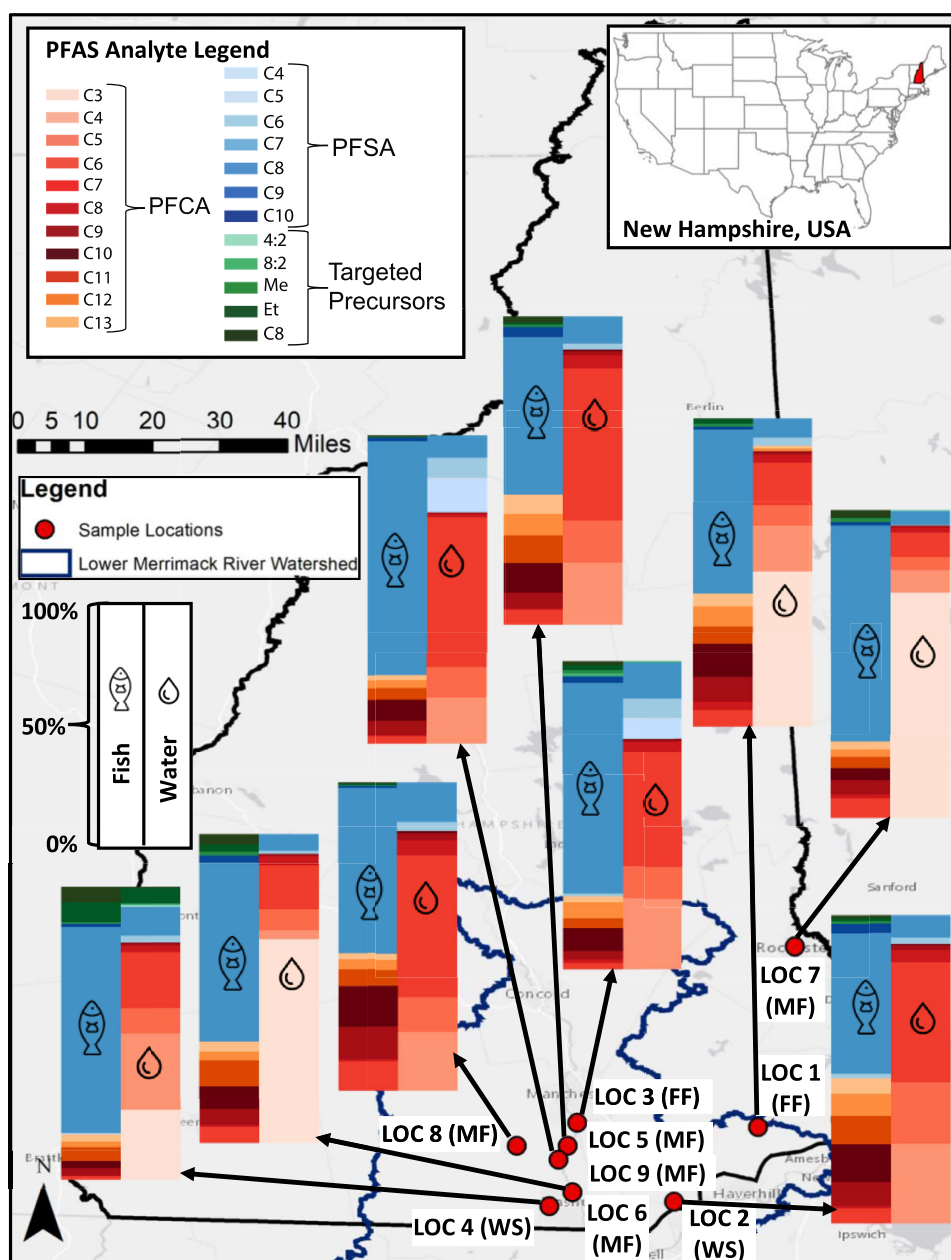 PFAS Analyte Legend
C3
C4
C5
C6
C7
C8
C9
C10
C11
C12
C13
PFCA
C4
C5
C6
C7
C8
C9
C10
PFSA
4:2
8:2
Me
Et
C8
Targeted
Precursors
New Hampshire, USA
0 5 10 20 30 40
Miles
Legend
Sample Locations
Lower Merrimack River Watershed
100%
50%
0%
Fish
Water
Berlin
Sanford
Concord
Rocheste
LOC 7
(MF)
LOC 1
(FF)
LOC 3 (FF)
LOC 8 (MF)
LOC 5 (MF)
LOC 9 (MF)
LOC 4 (WS)
LOC 6
(MF)
LOC 2
(WS)
Manches
Haverhill
Amesb
Ipswich
N